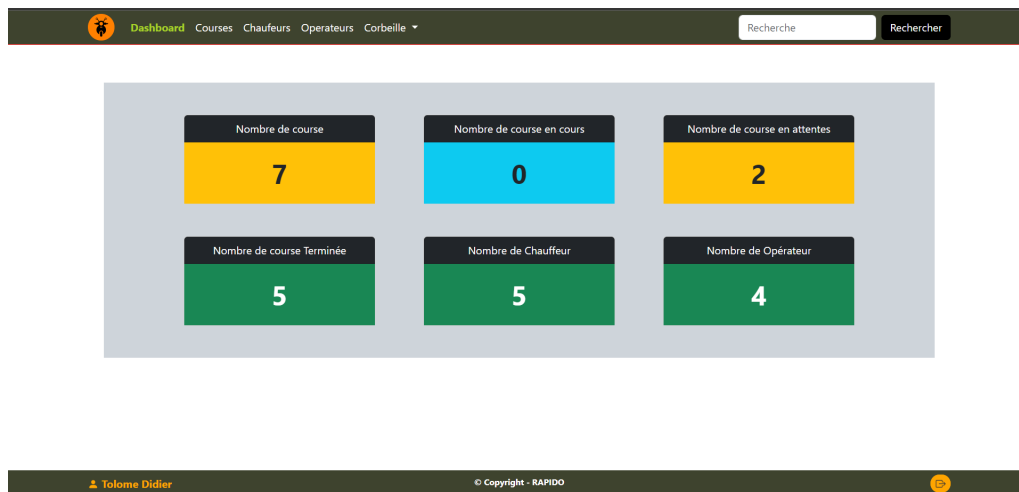 Dashboard Courses Chaufeurs Operateurs Corbeille Recherche Rechercher
Nombre de course Nombre de course en cours Nombre de course en attentes
7 0 2
Nombre de course Terminée Nombre de Chauffeur Nombre de Opérateur
5 5 4
Tolome Didier © Copyright - RAPIDO